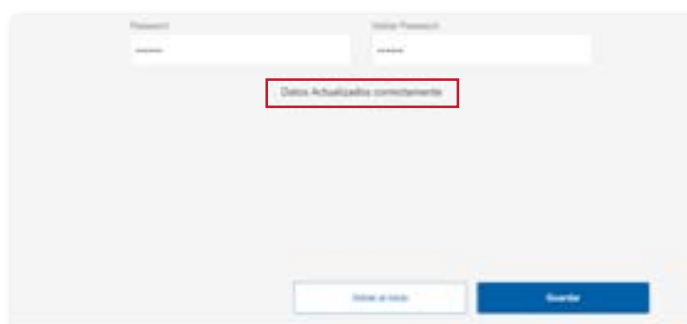 Password Validar Password
Datos Actualizados correctamente
Volver al inicio Guardar